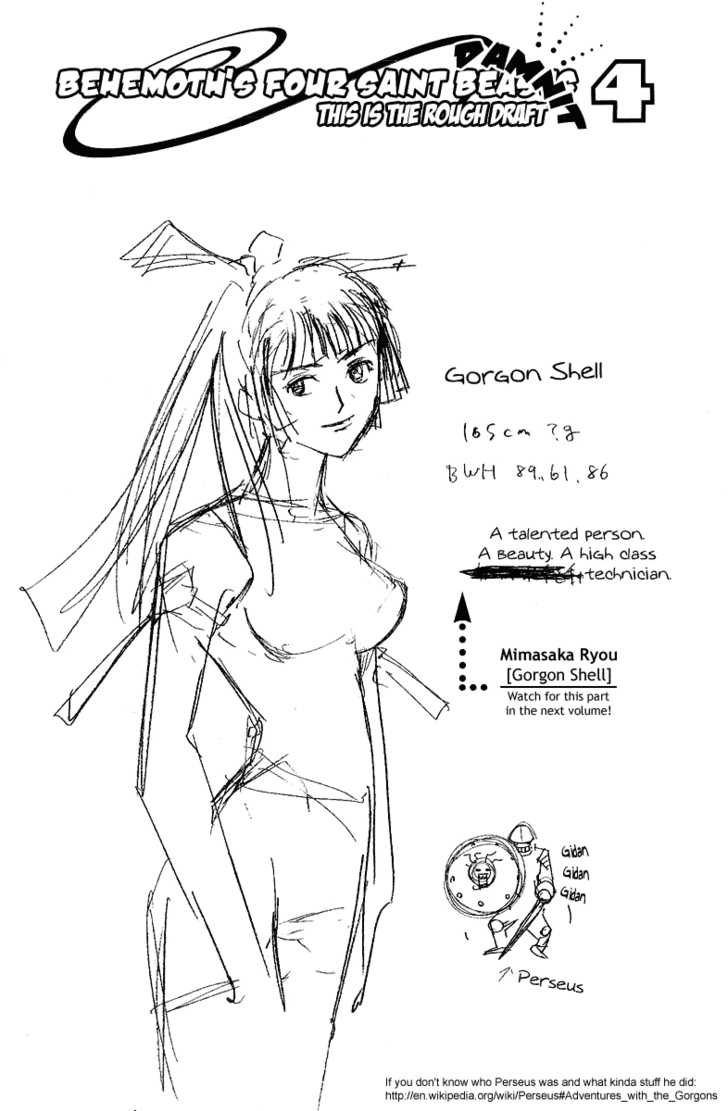 BEHEMOTH'S FOUR SAINT BEASTS 4
DAMNIT
THIS IS THE ROUGH DRAFT
Gorgon Shell
165cm ?g
BWH 89..61.86
A talented person.
A Beauty. A high class
technician.
Mimasaka Ryou
[Gorgon Shell]
Watch for this part
in the next volume!
Gidan
Gidan
Gidan
Perseus
If you don't know who Perseus was and what kinda stuff he did:
http://en.wikipedia.org/wiki/Perseus#Adventures_with_the_Gorgons